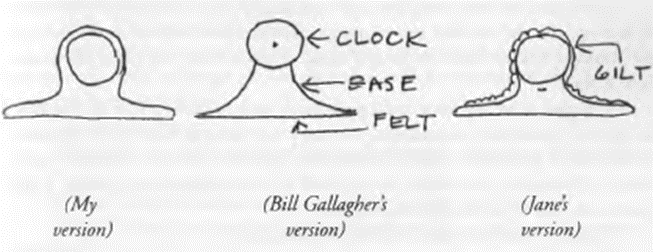 CLOCK
BASE
FELT
GILT
(My
version)
(Bill Gallagher's
version)
(Jane's
version)